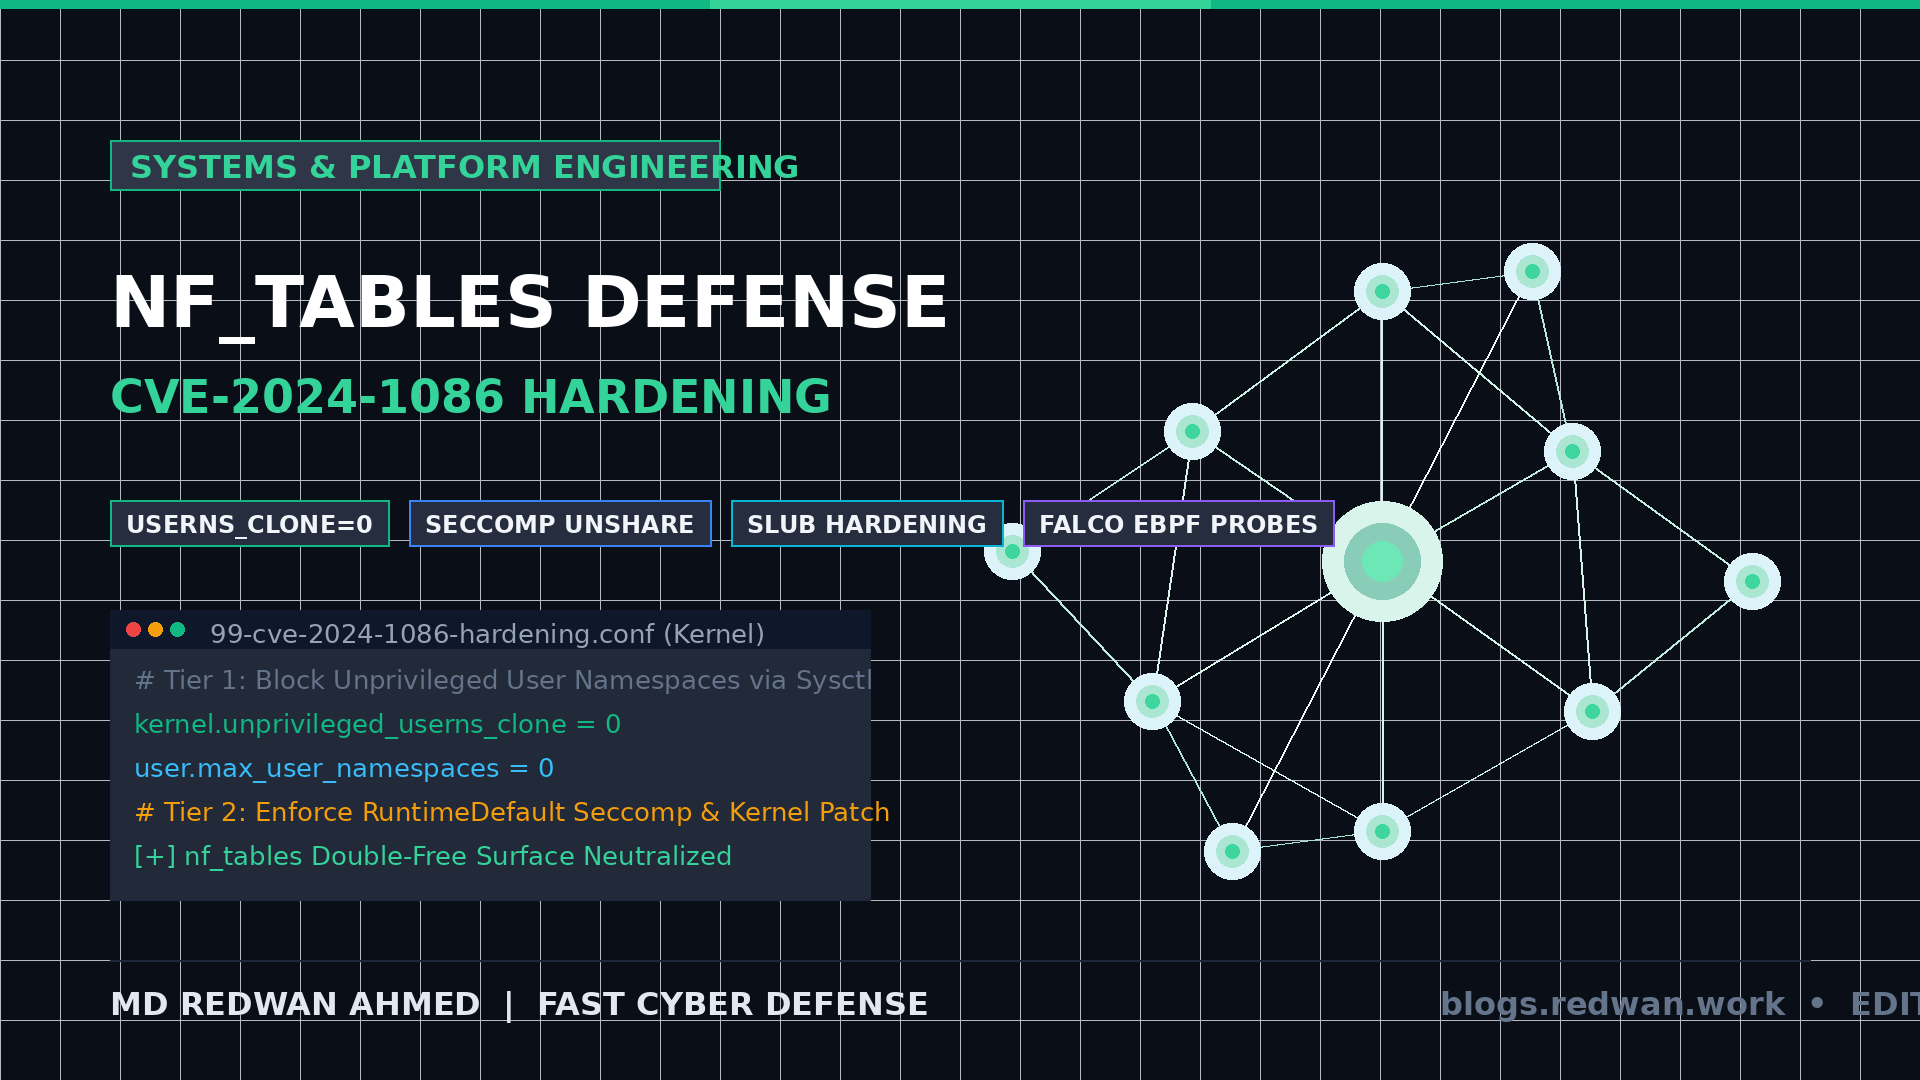 SYSTEMS & PLATFORM ENGINEERING
NF_TABLES DEFENSE
CVE-2024-1086 HARDENING
USERNS_CLONE=0 SECCOMP UNSHARE SLUB HARDENING FALCO EBPF PROBES
99-cve-2024-1086-hardening.conf (Kernel)
# Tier 1: Block Unprivileged User Namespaces via Sysctl
kernel.unprivileged_userns_clone = 0
user.max_user_namespaces = 0
# Tier 2: Enforce RuntimeDefault Seccomp & Kernel Patch
[+] nf_tables Double-Free Surface Neutralized
MD REDWAN AHMED | FAST CYBER DEFENSE
blogs.redwan.work •